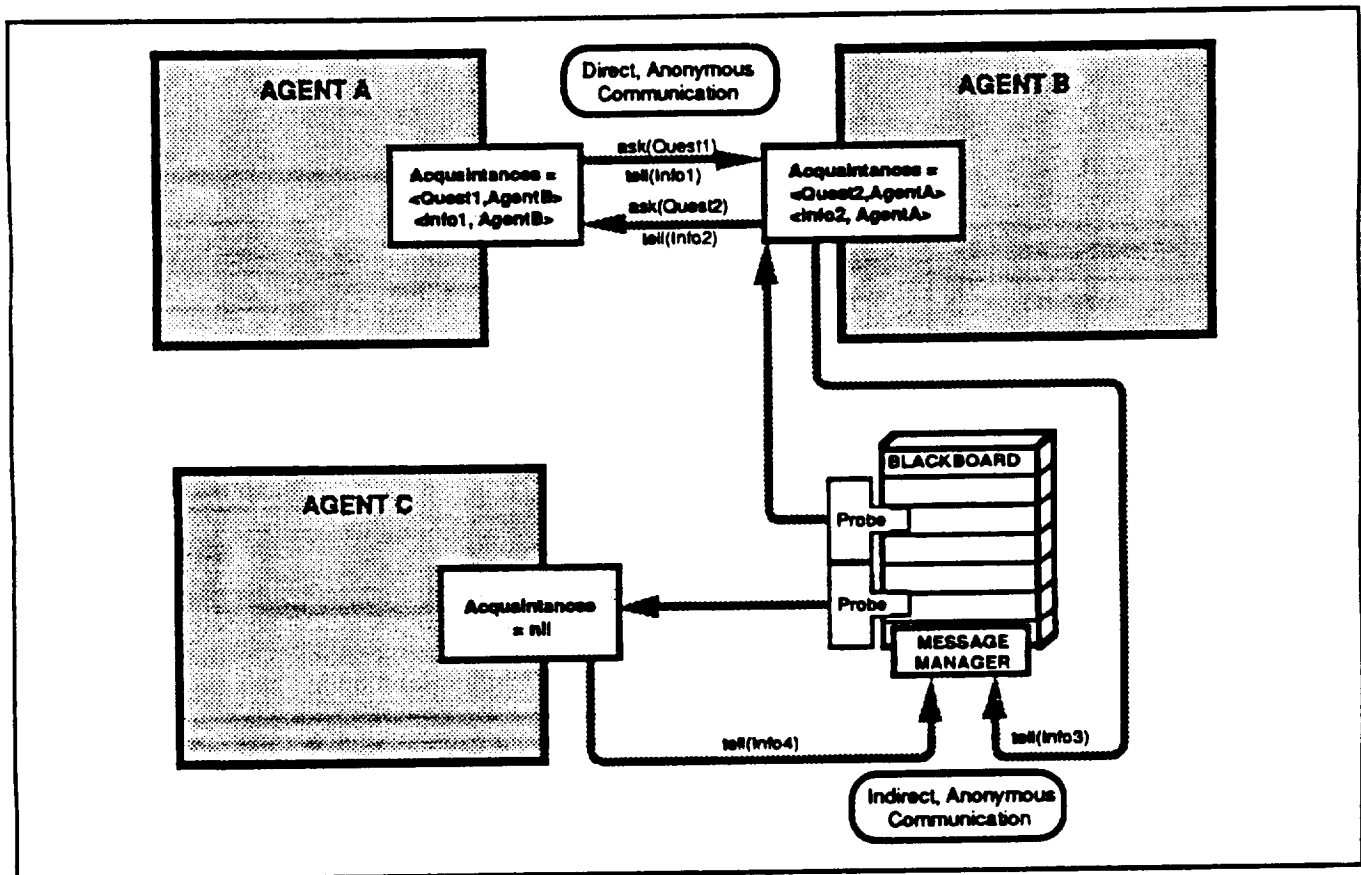 AGENT A
Direct, Anonymous
Communication
AGENT B
Acquaintances =
<Quest1,AgentB>
<Info1, AgentB>
ask(Quest1)
tell(Info1)
ask(Quest2)
tell(Info2)
Acquaintances =
<Quest2,AgentA>
<Info2, AgentA>
BLACKBOARD
AGENT C
Probe
Probe
Acquaintances
= nil
MESSAGE
MANAGER
tell(Info4)
tell(Info3)
Indirect, Anonymous
Communication